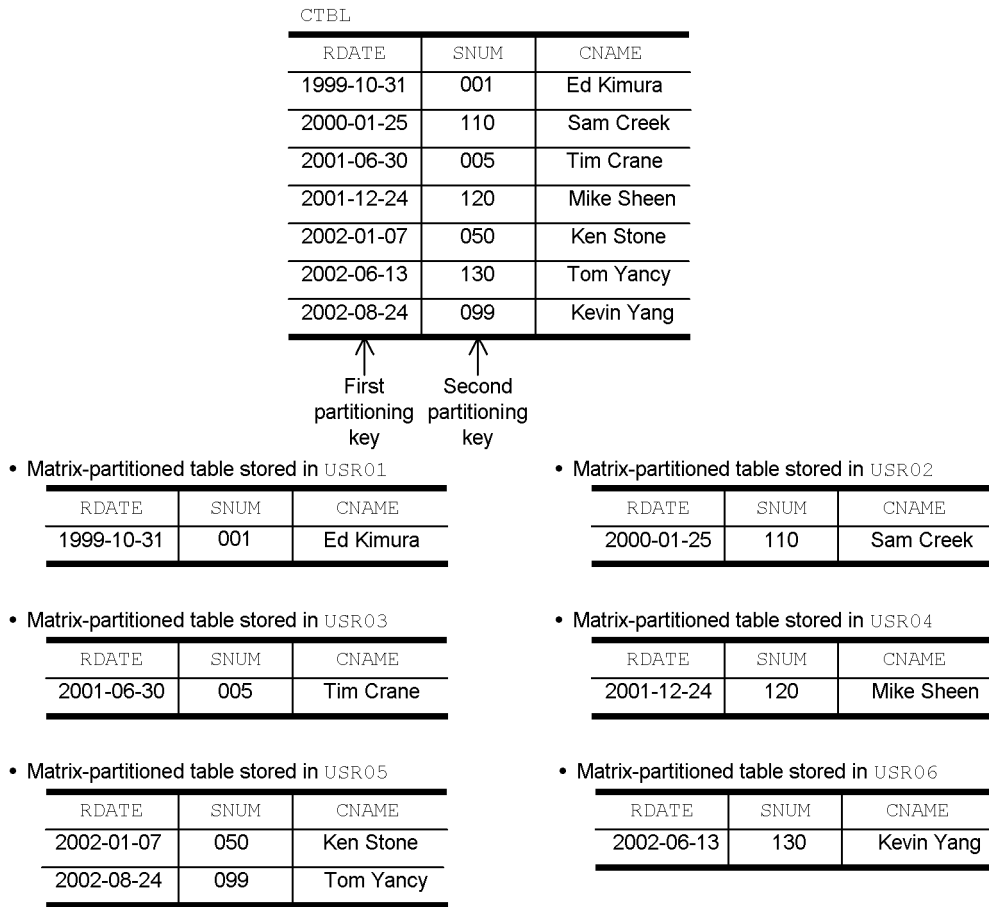 CTBL
RDATE SNUM CNAME
1999-10-31 001 Ed Kimura
2000-01-25 110 Sam Creek
2001-06-30 005 Tim Crane
2001-12-24 120 Mike Sheen
2002-01-07 050 Ken Stone
2002-06-13 130 Tom Yancy
2002-08-24 099 Kevin Yang
First partitioning key
Second partitioning key
• Matrix-partitioned table stored in USR01
RDATE SNUM CNAME
1999-10-31 001 Ed Kimura
• Matrix-partitioned table stored in USR02
RDATE SNUM CNAME
2000-01-25 110 Sam Creek
• Matrix-partitioned table stored in USR03
RDATE SNUM CNAME
2001-06-30 005 Tim Crane
• Matrix-partitioned table stored in USR04
RDATE SNUM CNAME
2001-12-24 120 Mike Sheen
• Matrix-partitioned table stored in USR05
RDATE SNUM CNAME
2002-01-07 050 Ken Stone
2002-08-24 099 Tom Yancy
• Matrix-partitioned table stored in USR06
RDATE SNUM CNAME
2002-06-13 130 Kevin Yang